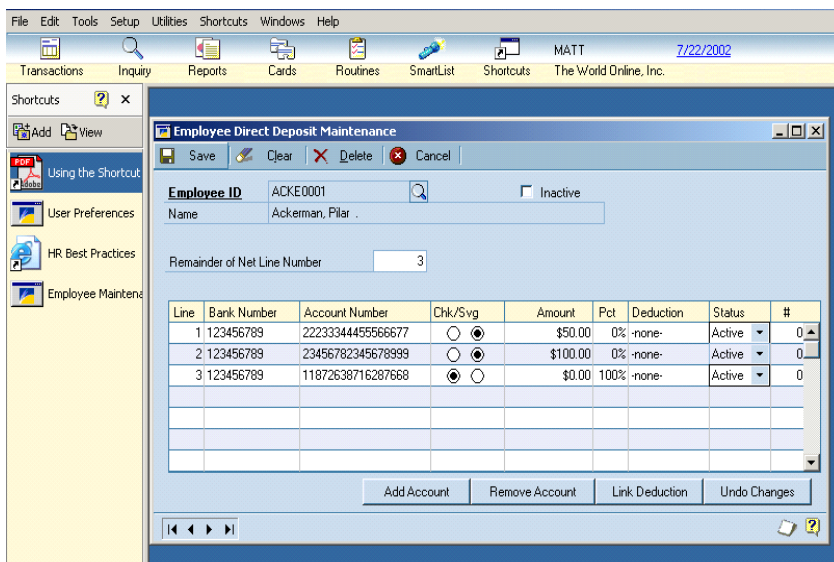 File Edit Tools Setup Utilities Shortcuts Windows Help
MATT 7/22/2002
Transactions Inquiry Reports Cards Routines SmartList Shortcuts The World Online, Inc.
Shortcuts
Add View
PDF
Adobe
Using the Shortcut
User Preferences
HR Best Practices
Employee Maintena
Employee Direct Deposit Maintenance
Save Clear Delete Cancel
Employee ID ACKE0001 Inactive
Name Ackerman, Pilar .
Remainder of Net Line Number 3
Line Bank Number Account Number Chk/Svg Amount Pct Deduction Status #
1 123456789 22233344455566677 $50.00 0% -none- Active 0
2 123456789 23456782345678999 $100.00 0% -none- Active 0
3 123456789 11872638716287668 $0.00 100% -none- Active 0
Add Account Remove Account Link Deduction Undo Changes